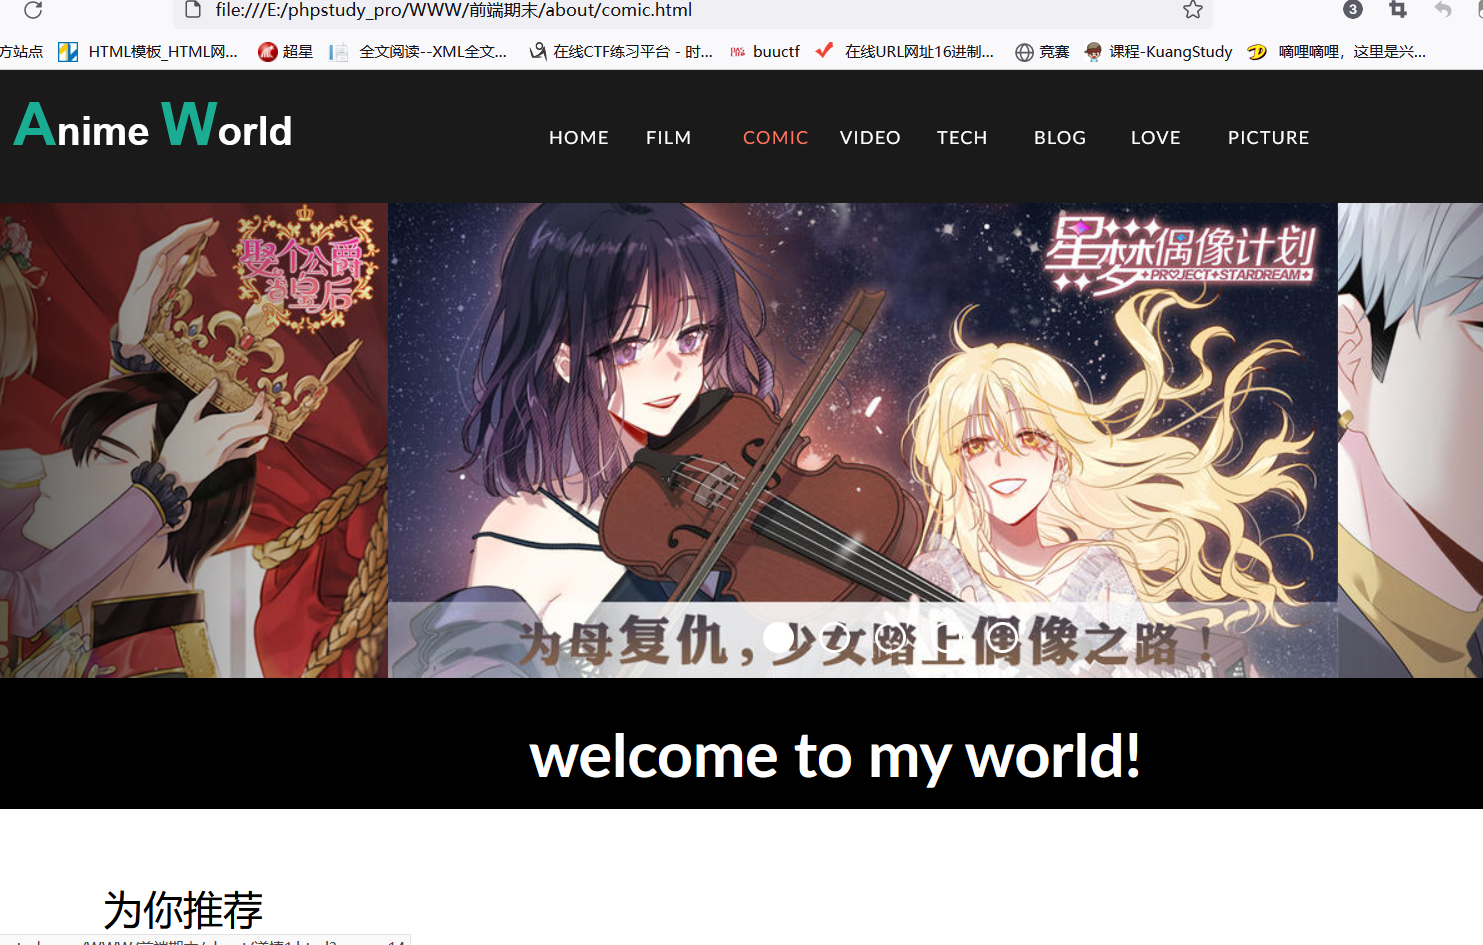 file:///E:/phpstudy_pro/WWW/前端期末/about/comic.html
3
方站点 HTML模板_HTML网... 超星 全文阅读--XML全文... 在线CTF练习平台 - 时... buuctf 在线URL网址16进制... 竞赛 课程-KuangStudy 嘀哩嘀哩，这里是兴...
Anime World
HOME FILM COMIC VIDEO TECH BLOG LOVE PICTURE
娶个公爵
当皇后
星梦偶像计划
PROJECT STARDREAM
为母复仇，少女踏上偶像之路！
welcome to my world!
为你推荐